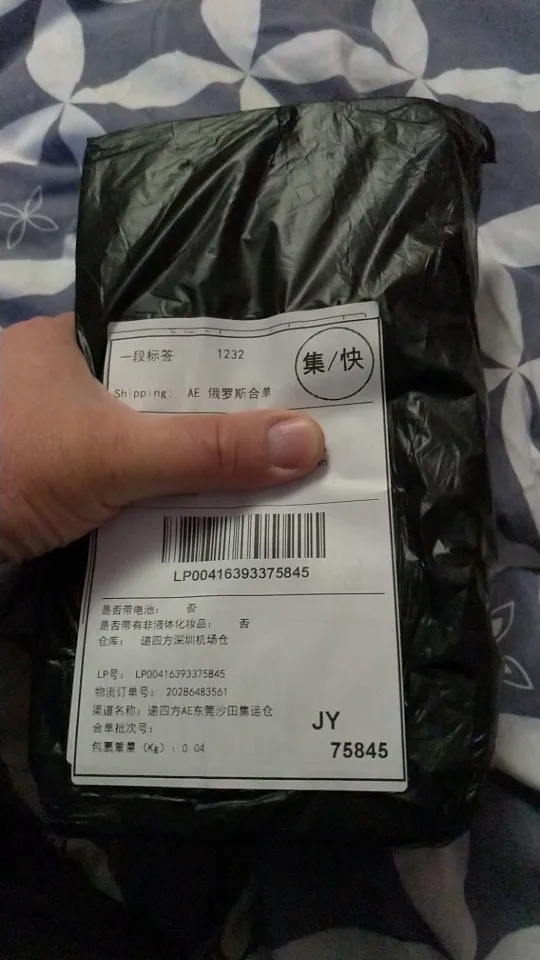 一段标签 1232
集/快
Shipping: AE 俄罗斯合单
LP00416393375845
是否带电池： 否
是否带有非液体化妆品： 否
仓库： 递四方深圳机场仓
LP号： LP00416393375845
物流订单号： 20286483561
渠道名称：递四方AE东莞沙田集运仓
合单批次号：
包裹重量（Kg）：0.04
JY
75845